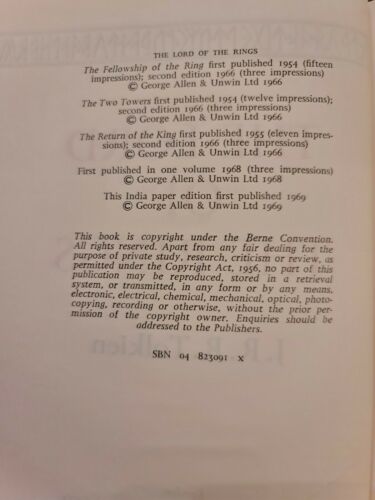 THE LORD OF THE RINGS
The Fellowship of the Ring first published 1954 (fifteen
impressions); second edition 1966 (three impressions)
© George Allen & Unwin Ltd 1966
The Two Towers first published 1954 (twelve impressions);
second edition 1966 (three impressions)
© George Allen & Unwin Ltd 1966
The Return of the King first published 1955 (eleven impres-
sions); second edition 1966 (three impressions)
© George Allen & Unwin Ltd 1966
First published in one volume 1968 (three impressions)
© George Allen & Unwin Ltd 1968
This India paper edition first published 1969
© George Allen & Unwin Ltd 1969
This book is copyright under the Berne Convention.
All rights reserved. Apart from any fair dealing for the
purpose of private study, research, criticism or review, as
permitted under the Copyright Act, 1956, no part of this
publication may be reproduced, stored in a retrieval
system, or transmitted, in any form or by any means,
electronic, electrical, chemical, mechanical, optical, photo-
copying, recording or otherwise, without the prior per-
mission of the copyright owner. Enquiries should be
addressed to the Publishers.
SBN 04 823091 X